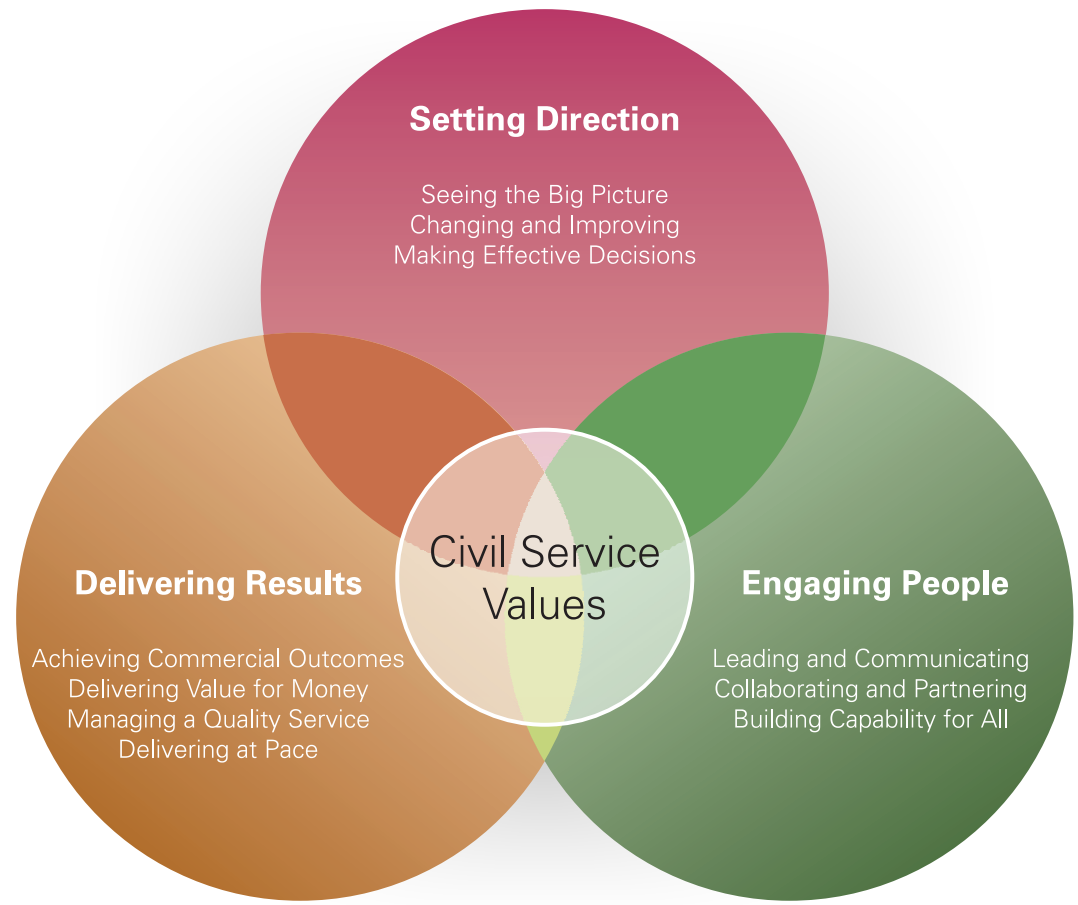 Setting Direction
Seeing the Big Picture
Changing and Improving
Making Effective Decisions
Civil Service
Values
Delivering Results
Achieving Commercial Outcomes
Delivering Value for Money
Managing a Quality Service
Delivering at Pace
Engaging People
Leading and Communicating
Collaborating and Partnering
Building Capability for All